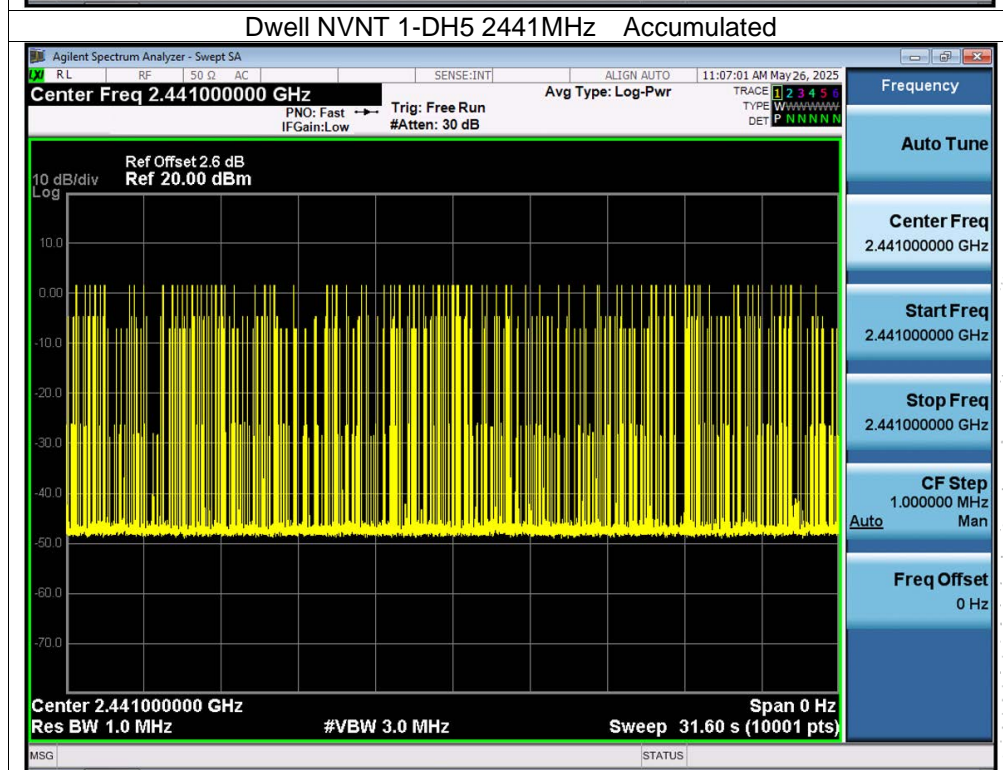 Dwell NVNT 1-DH5 2441MHz Accumulated
Agilent Spectrum Analyzer - Swept SA
LXI RL RF 50 Ω AC SENSE:INT ALIGN AUTO 11:07:01 AM May 26, 2025
Center Freq 2.441000000 GHz
PNO: Fast
IFGain:Low
Trig: Free Run
#Atten: 30 dB
Avg Type: Log-Pwr
TRACE 1 2 3 4 5 6
TYPE WWWWWWW
DET P N N N N N
Ref Offset 2.6 dB
10 dB/div Ref 20.00 dBm
Log
10.0
0.00
-10.0
-20.0
-30.0
-40.0
-50.0
-60.0
-70.0
Center 2.441000000 GHz Span 0 Hz
Res BW 1.0 MHz #VBW 3.0 MHz Sweep 31.60 s (10001 pts)
MSG STATUS
Frequency
Auto Tune
Center Freq
2.441000000 GHz
Start Freq
2.441000000 GHz
Stop Freq
2.441000000 GHz
CF Step
1.000000 MHz
Auto Man
Freq Offset
0 Hz